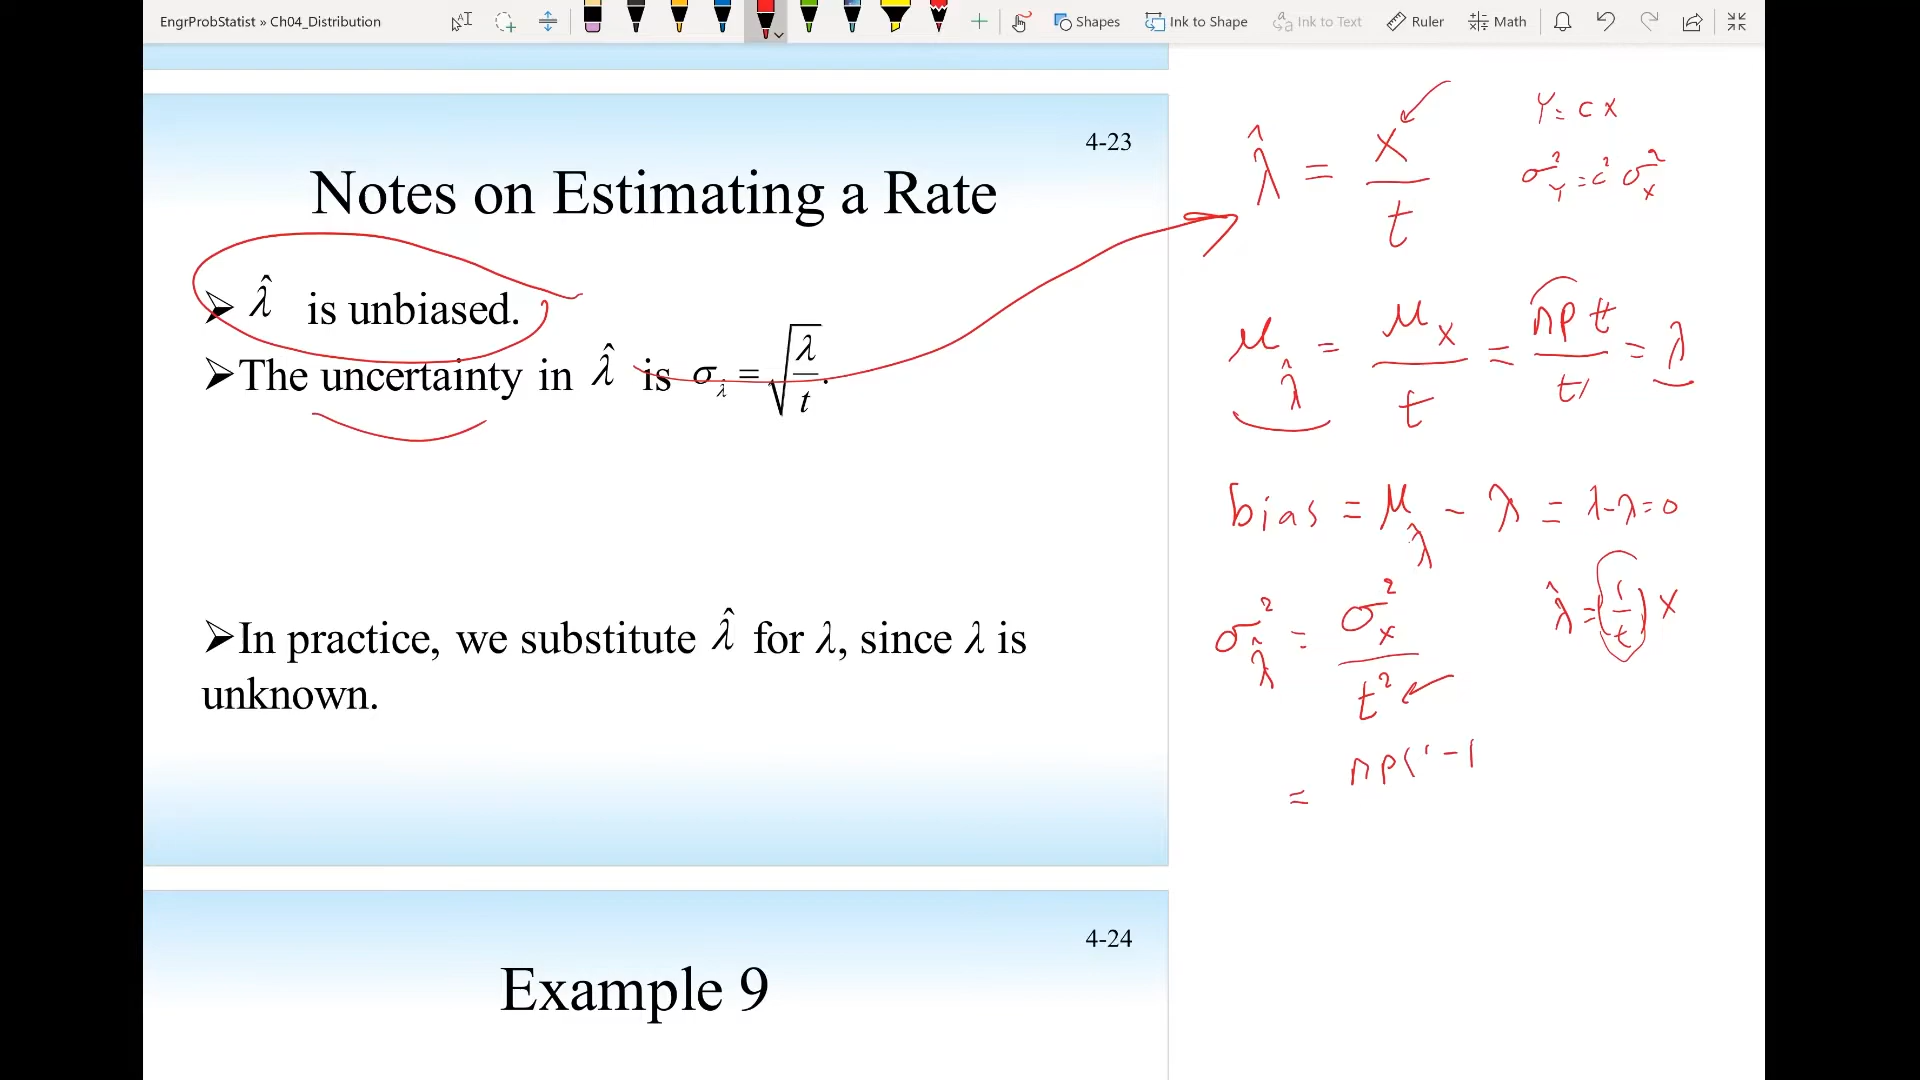 EngrProbStatist » Ch04_Distribution
Shapes
Ink to Shape
Ink to Text
Ruler
Math
4-23
Notes on Estimating a Rate
➢ λ̂ is unbiased.
➢The uncertainty in λ̂ is σ_λ̂ = √(λ/t).
➢In practice, we substitute λ̂ for λ, since λ is
unknown.
4-24
Example 9
λ̂ = X/t
Y = c X
σ²_Y = c² σ²_X
μ_λ̂ = μ_X/t = npt/t = λ
bias = μ_λ̂ - λ = λ-λ=0
σ²_λ̂ = σ²_X/t²
λ̂ = (1/t) X
= np(1-